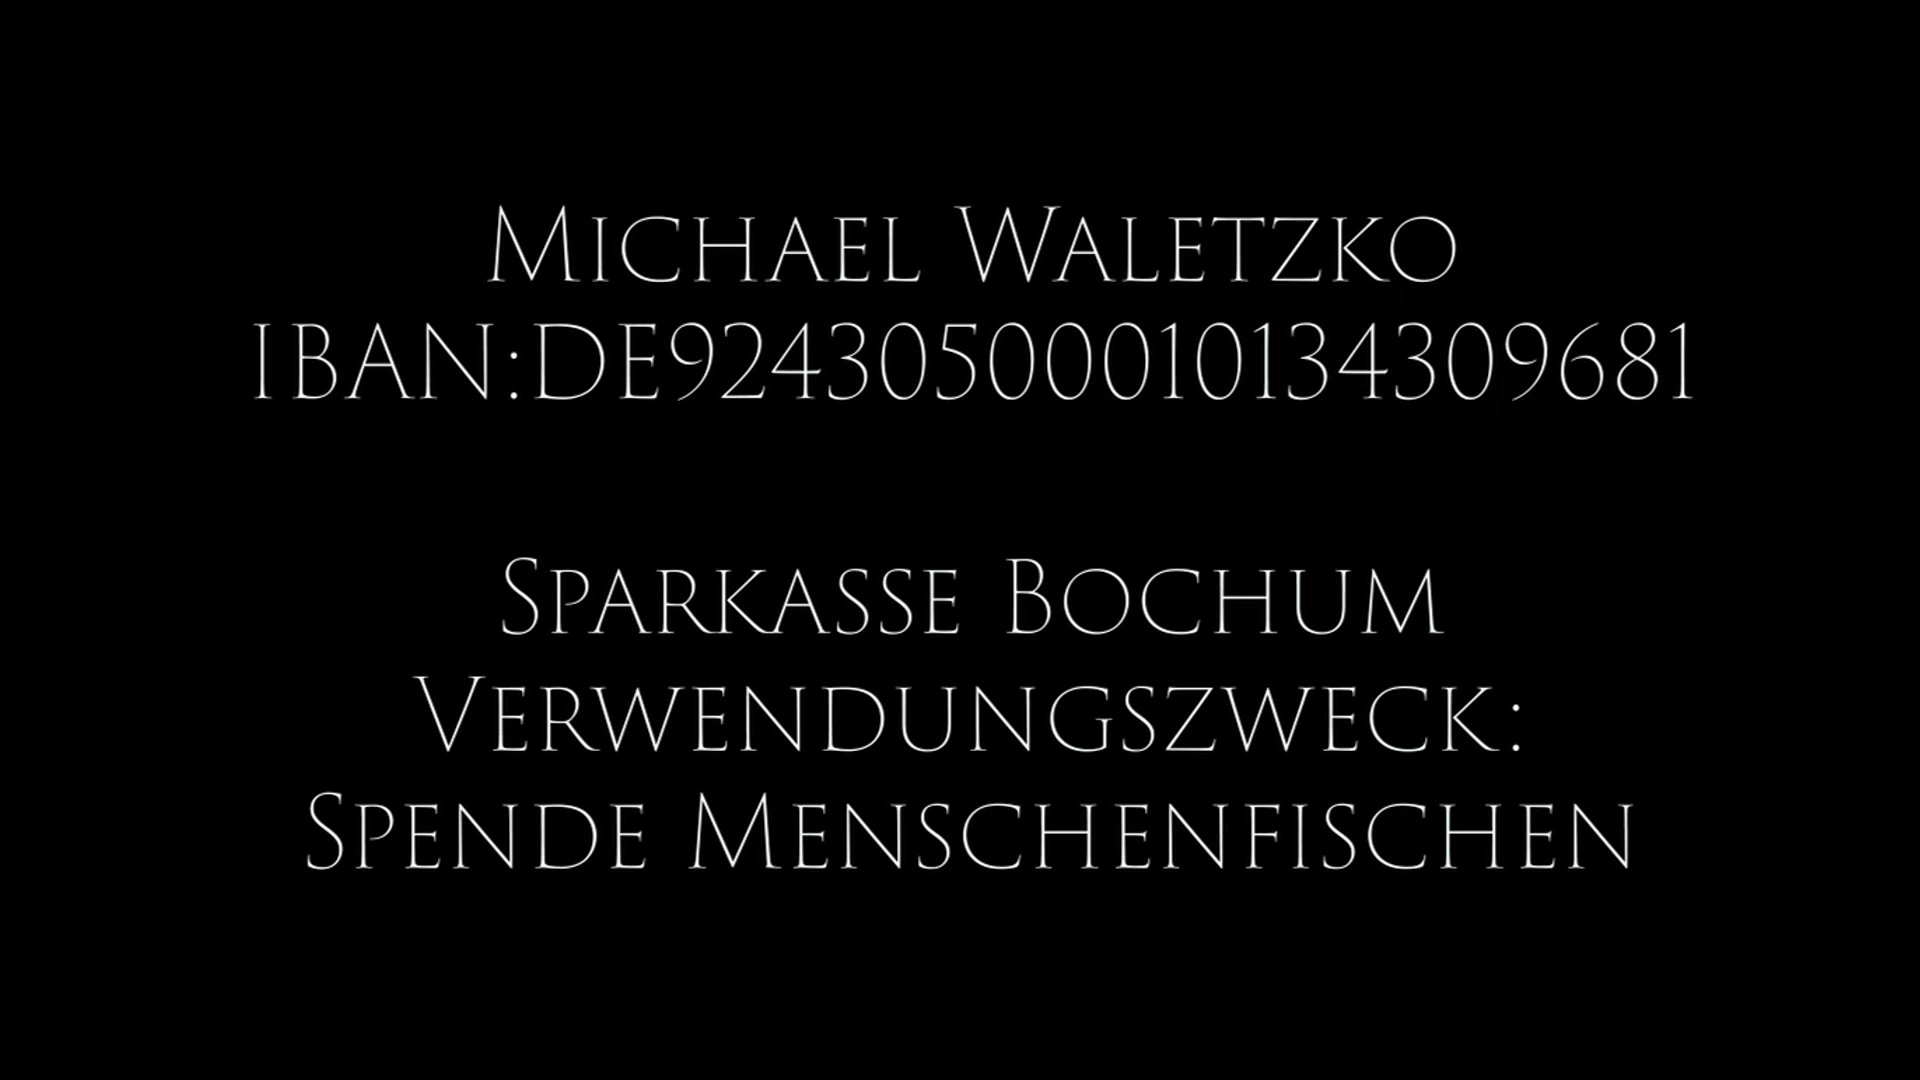 Michael Waletzko
IBAN:DE92430500010134309681
Sparkasse Bochum
Verwendungszweck:
Spende Menschenfischen